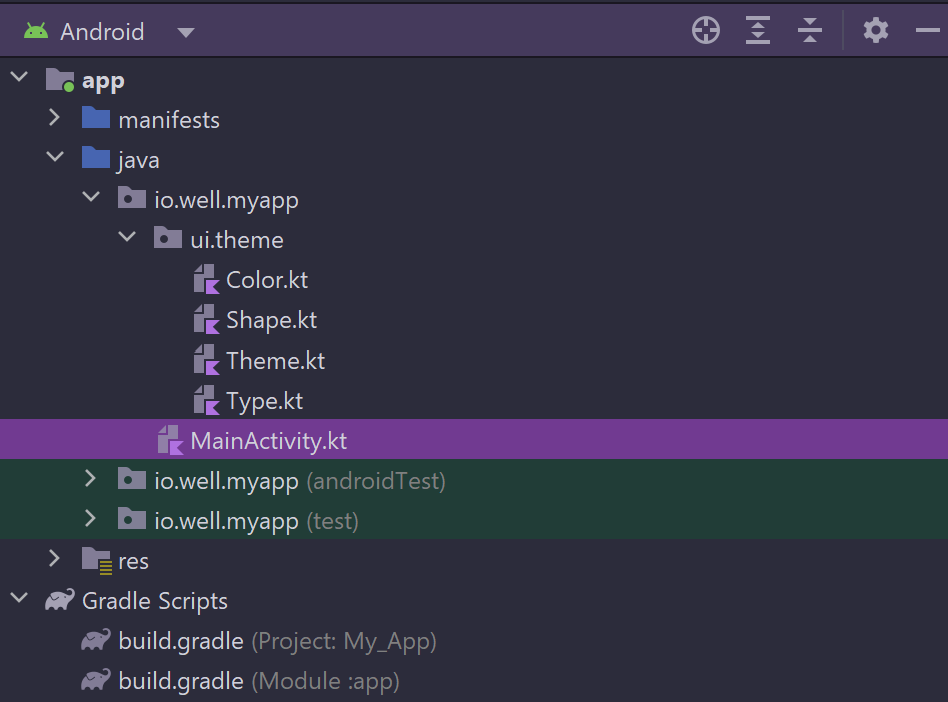 Android
app
manifests
java
io.well.myapp
ui.theme
Color.kt
Shape.kt
Theme.kt
Type.kt
MainActivity.kt
io.well.myapp (androidTest)
io.well.myapp (test)
res
Gradle Scripts
build.gradle (Project: My_App)
build.gradle (Module :app)